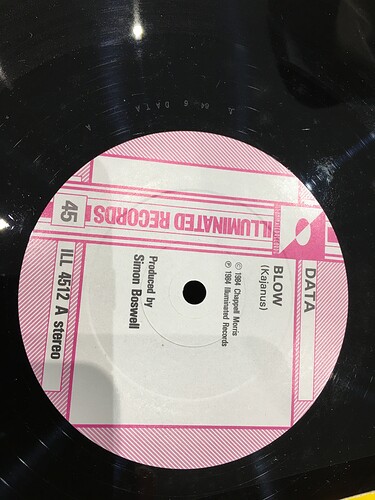 DATA
BLOW
(Kajanus)
© 1984 Chappell Morris
℗ 1984 Illuminated Records
ILLUMINATED RECORDS
Produced by
Simon Boswell
45
ILL 4512 A stereo